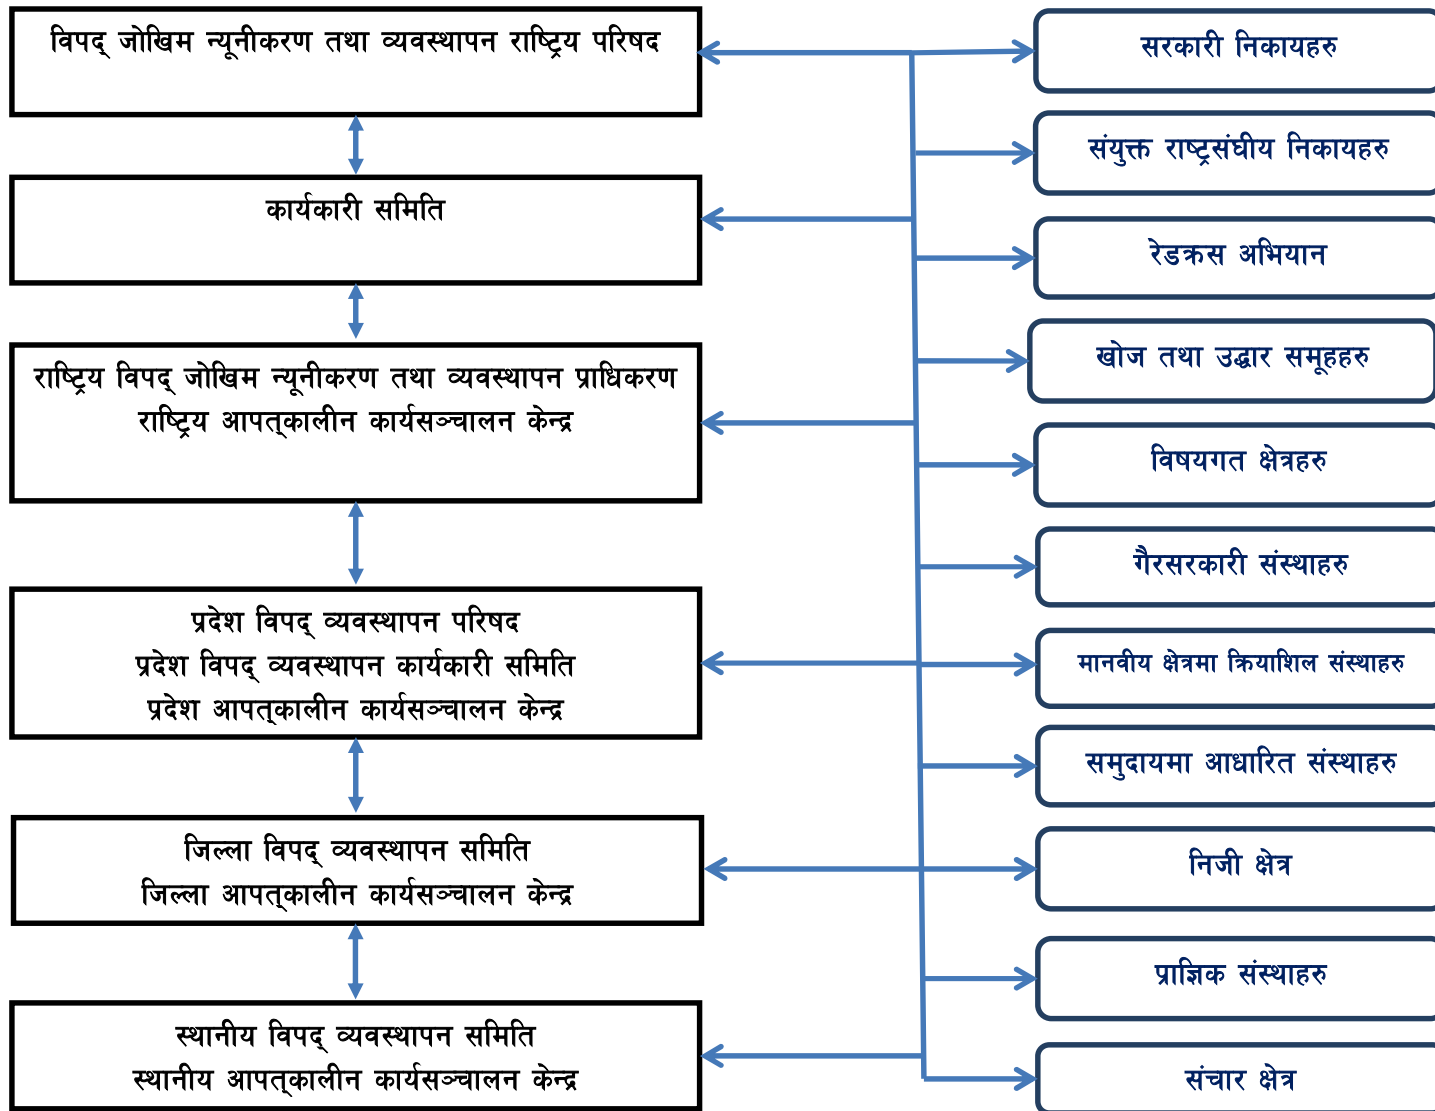 विपद् जोखिम न्यूनीकरण तथा व्यवस्थापन राष्ट्रिय परिषद
कार्यकारी समिति
राष्ट्रिय विपद् जोखिम न्यूनीकरण तथा व्यवस्थापन प्राधिकरण
राष्ट्रिय आपत्कालीन कार्यसञ्चालन केन्द्र
प्रदेश विपद् व्यवस्थापन परिषद
प्रदेश विपद् व्यवस्थापन कार्यकारी समिति
प्रदेश आपत्कालीन कार्यसञ्चालन केन्द्र
जिल्ला विपद् व्यवस्थापन समिति
जिल्ला आपत्कालीन कार्यसञ्चालन केन्द्र
स्थानीय विपद् व्यवस्थापन समिति
स्थानीय आपत्कालीन कार्यसञ्चालन केन्द्र
सरकारी निकायहरु
संयुक्त राष्ट्रसंघीय निकायहरु
रेडक्रस अभियान
खोज तथा उद्धार समूहहरु
विषयगत क्षेत्रहरु
गैरसरकारी संस्थाहरु
मानवीय क्षेत्रमा क्रियाशिल संस्थाहरु
समुदायमा आधारित संस्थाहरु
निजी क्षेत्र
प्राज्ञिक संस्थाहरु
संचार क्षेत्र